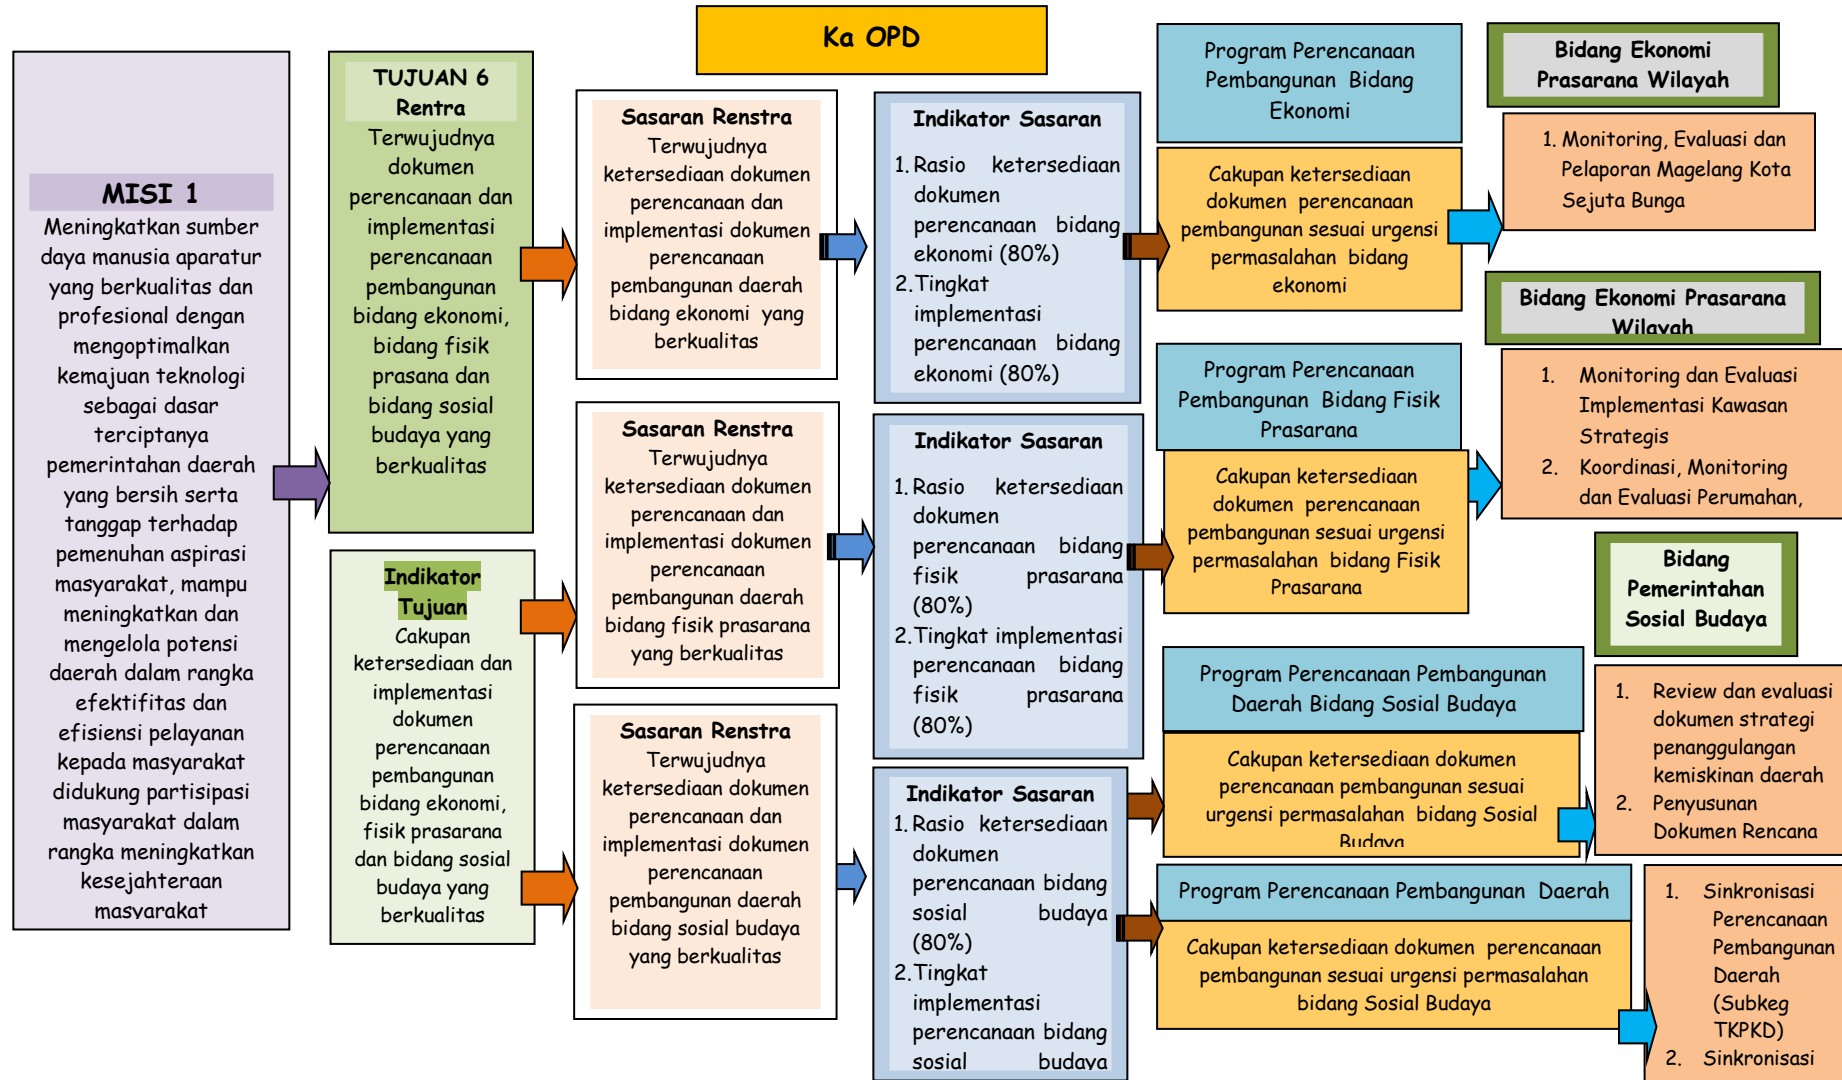 Ka OPD
MISI 1
Meningkatkan sumber
daya manusia aparatur
yang berkualitas dan
profesional dengan
mengoptimalkan
kemajuan teknologi
sebagai dasar
terciptanya
pemerintahan daerah
yang bersih serta
tanggap terhadap
pemenuhan aspirasi
masyarakat, mampu
meningkatkan dan
mengelola potensi
daerah dalam rangka
efektifitas dan
efisiensi pelayanan
kepada masyarakat
didukung partisipasi
masyarakat dalam
rangka meningkatkan
kesejahteraan
masyarakat
TUJUAN 6
Rentra
Terwujudnya
dokumen
perencanaan dan
implementasi
perencanaan
pembangunan
bidang ekonomi,
bidang fisik
prasana dan
bidang sosial
budaya yang
berkualitas
Indikator
Tujuan
Cakupan
ketersediaan dan
implementasi
dokumen
perencanaan
pembangunan
bidang ekonomi,
fisik prasarana
dan bidang sosial
budaya yang
berkualitas
Sasaran Renstra
Terwujudnya
ketersediaan dokumen
perencanaan dan
implementasi dokumen
perencanaan
pembangunan daerah
bidang ekonomi yang
berkualitas
Sasaran Renstra
Terwujudnya
ketersediaan dokumen
perencanaan dan
implementasi dokumen
perencanaan
pembangunan daerah
bidang fisik prasarana
yang berkualitas
Sasaran Renstra
Terwujudnya
ketersediaan dokumen
perencanaan dan
implementasi dokumen
perencanaan
pembangunan daerah
bidang sosial budaya
yang berkualitas
Indikator Sasaran
1. Rasio ketersediaan
dokumen
perencanaan bidang
ekonomi (80%)
2. Tingkat
implementasi
perencanaan bidang
ekonomi (80%)
Indikator Sasaran
1. Rasio ketersediaan
dokumen
perencanaan bidang
fisik prasarana
(80%)
2. Tingkat implementasi
perencanaan bidang
fisik prasarana
(80%)
Indikator Sasaran
1. Rasio ketersediaan
dokumen
perencanaan bidang
sosial budaya
(80%)
2. Tingkat
implementasi
perencanaan bidang
sosial budaya
Program Perencanaan
Pembangunan Bidang
Ekonomi
Cakupan ketersediaan
dokumen perencanaan
pembangunan sesuai urgensi
permasalahan bidang
ekonomi
Program Perencanaan
Pembangunan Bidang Fisik
Prasarana
Cakupan ketersediaan
dokumen perencanaan
pembangunan sesuai urgensi
permasalahan bidang Fisik
Prasarana
Program Perencanaan Pembangunan
Daerah Bidang Sosial Budaya
Cakupan ketersediaan dokumen
perencanaan pembangunan sesuai
urgensi permasalahan bidang Sosial
Budaya
Program Perencanaan Pembangunan Daerah
Cakupan ketersediaan dokumen perencanaan
pembangunan sesuai urgensi permasalahan
bidang Sosial Budaya
Bidang Ekonomi
Prasarana Wilayah
1. Monitoring, Evaluasi dan
Pelaporan Magelang Kota
Sejuta Bunga
Bidang Ekonomi Prasarana
Wilayah
1. Monitoring dan Evaluasi
Implementasi Kawasan
Strategis
2. Koordinasi, Monitoring
dan Evaluasi Perumahan,
Bidang
Pemerintahan
Sosial Budaya
1. Review dan evaluasi
dokumen strategi
penanggulangan
kemiskinan daerah
2. Penyusunan
Dokumen Rencana
1. Sinkronisasi
Perencanaan
Pembangunan
Daerah
(Subkeg
TKPKD)
2. Sinkronisasi